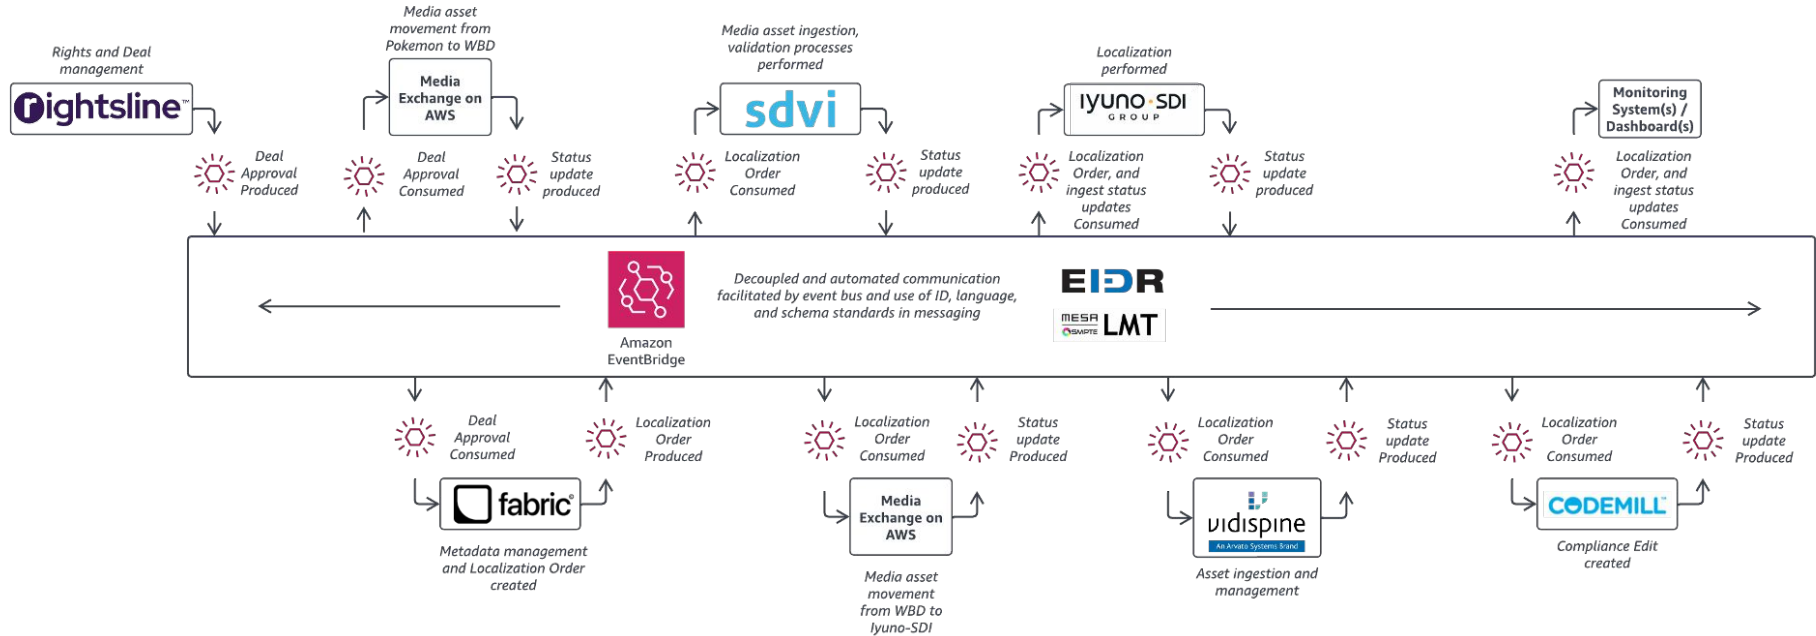 Rights and Deal
management
rightsline™
Deal
Approval
Produced
Media asset
movement from
Pokemon to WBD
Media
Exchange on
AWS
Deal
Approval
Consumed
Status
update
produced
Media asset ingestion,
validation processes
performed
sdvi
Localization
Order
Consumed
Status
update
produced
Localization
performed
IYUNO·SDI
GROUP
Localization
Order, and
ingest status
updates
Consumed
Status
update
produced
Monitoring
System(s) /
Dashboard(s)
Localization
Order, and
ingest status
updates
Consumed
Amazon
EventBridge
Decoupled and automated communication
facilitated by event bus and use of ID, language,
and schema standards in messaging
EIDR
MESA
SMPTE
LMT
Deal
Approval
Consumed
fabric
Metadata management
and Localization Order
created
Localization
Order
Produced
Localization
Order
Consumed
Media
Exchange on
AWS
Media asset
movement
from WBD to
Iyuno-SDI
Status
update
Produced
Localization
Order
Consumed
vidispine
An Arvato Systems Brand
Asset ingestion and
management
Status
update
Produced
Localization
Order
Consumed
CODEMILL™
Compliance Edit
created
Status
update
Produced